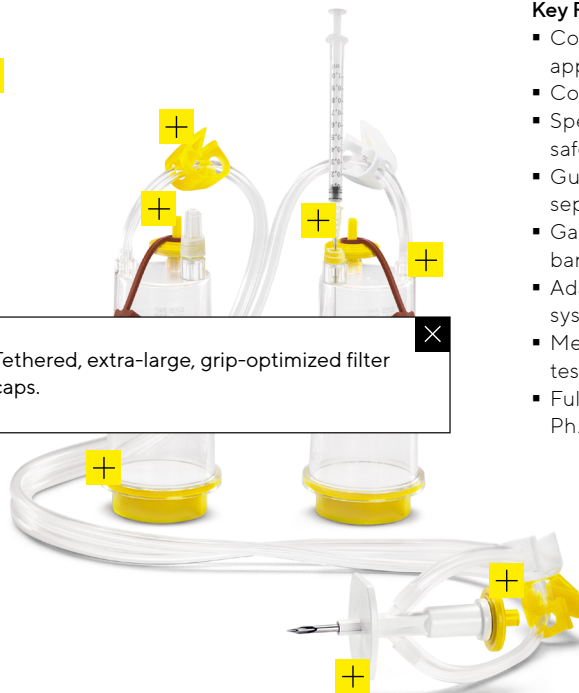 Tethered, extra-large, grip-optimized filter
caps.
Key F
▪ Co
app
▪ Co
▪ Spe
safe
▪ Gu
sep
▪ Ga
bar
▪ Ada
sys
▪ Me
tes
▪ Ful
Ph.